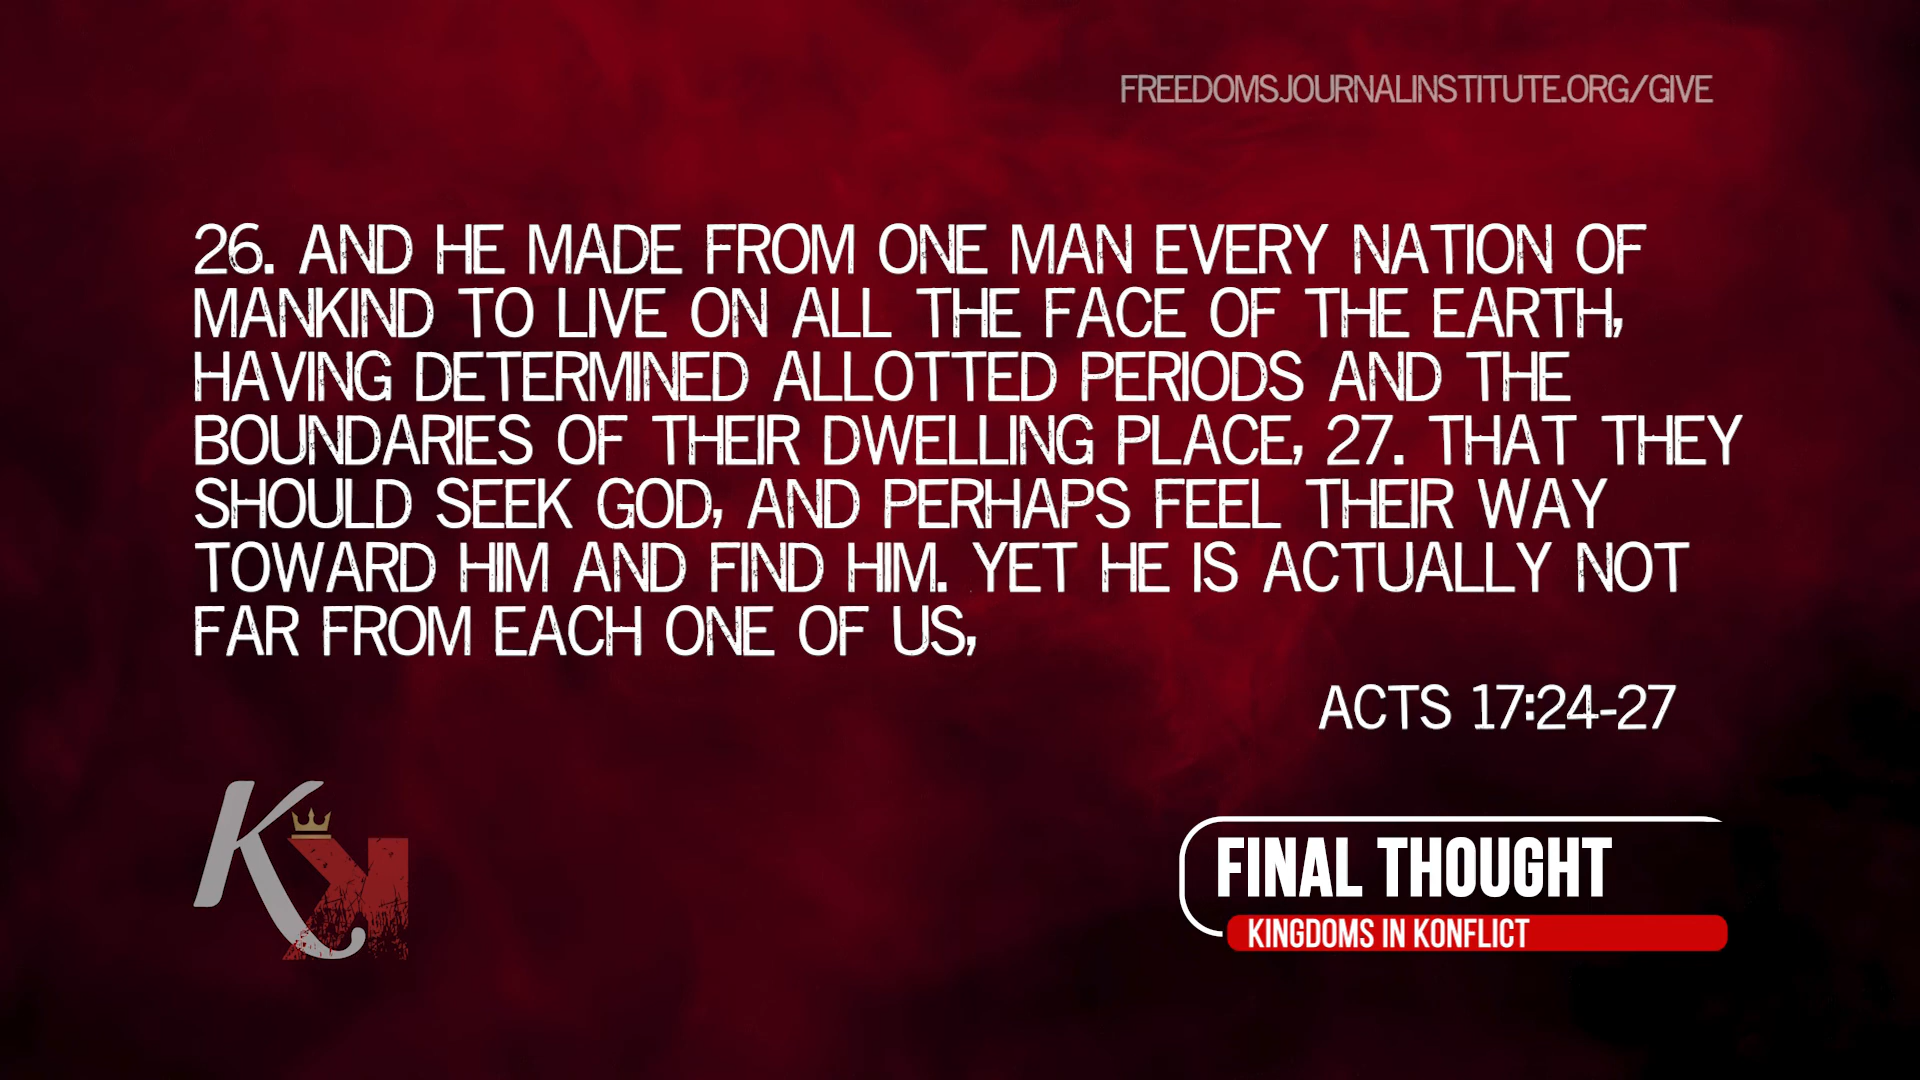 FREEDOMSJOURNALINSTITUTE.ORG/GIVE
26. AND HE MADE FROM ONE MAN EVERY NATION OF
MANKIND TO LIVE ON ALL THE FACE OF THE EARTH,
HAVING DETERMINED ALLOTTED PERIODS AND THE
BOUNDARIES OF THEIR DWELLING PLACE, 27. THAT THEY
SHOULD SEEK GOD, AND PERHAPS FEEL THEIR WAY
TOWARD HIM AND FIND HIM. YET HE IS ACTUALLY NOT
FAR FROM EACH ONE OF US,
ACTS 17:24-27
KK
FINAL THOUGHT
KINGDOMS IN KONFLICT